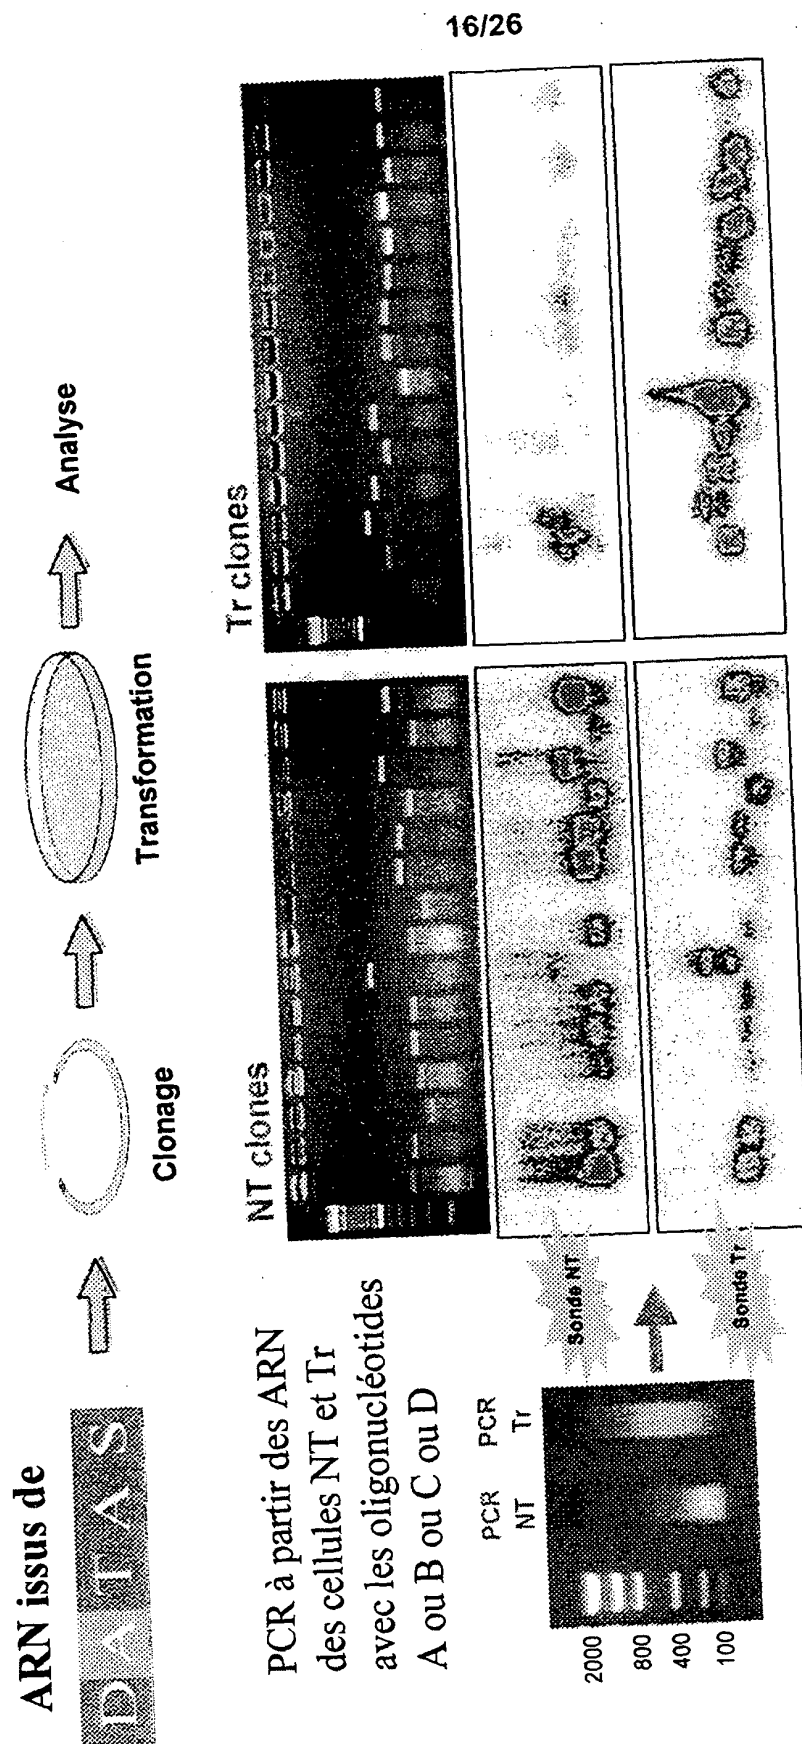 16/26
ARN issus de
DATAS
Clonage
Transformation
Analyse
PCR à partir des ARN
des cellules NT et Tr
avec les oligonucléotides
A ou B ou C ou D
NT clones
Tr clones
PCR
NT
PCR
Tr
2000
800
400
100
Sonde NT
Sonde Tr